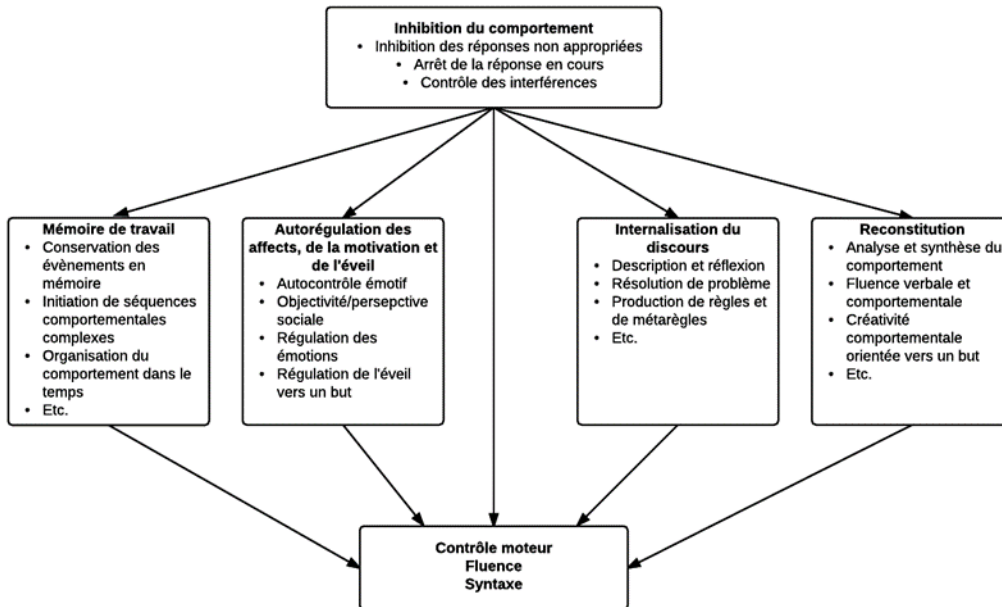 Inhibition du comportement
• Inhibition des réponses non appropriées
• Arrêt de la réponse en cours
• Contrôle des interférences
Mémoire de travail
• Conservation des
évènements en
mémoire
• Initiation de séquences
comportementales
complexes
• Organisation du
comportement dans le
temps
• Etc.
Autorégulation des
affects, de la motivation et
de l'éveil
• Autocontrôle émotif
• Objectivité/persepctive
sociale
• Régulation des
émotions
• Régulation de l'éveil
vers un but
Internalisation du
discours
• Description et réflexion
• Résolution de problème
• Production de règles et
de métarègles
• Etc.
Reconstitution
• Analyse et synthèse du
comportement
• Fluence verbale et
comportementale
• Créativité
comportementale
orientée vers un but
• Etc.
Contrôle moteur
Fluence
Syntaxe